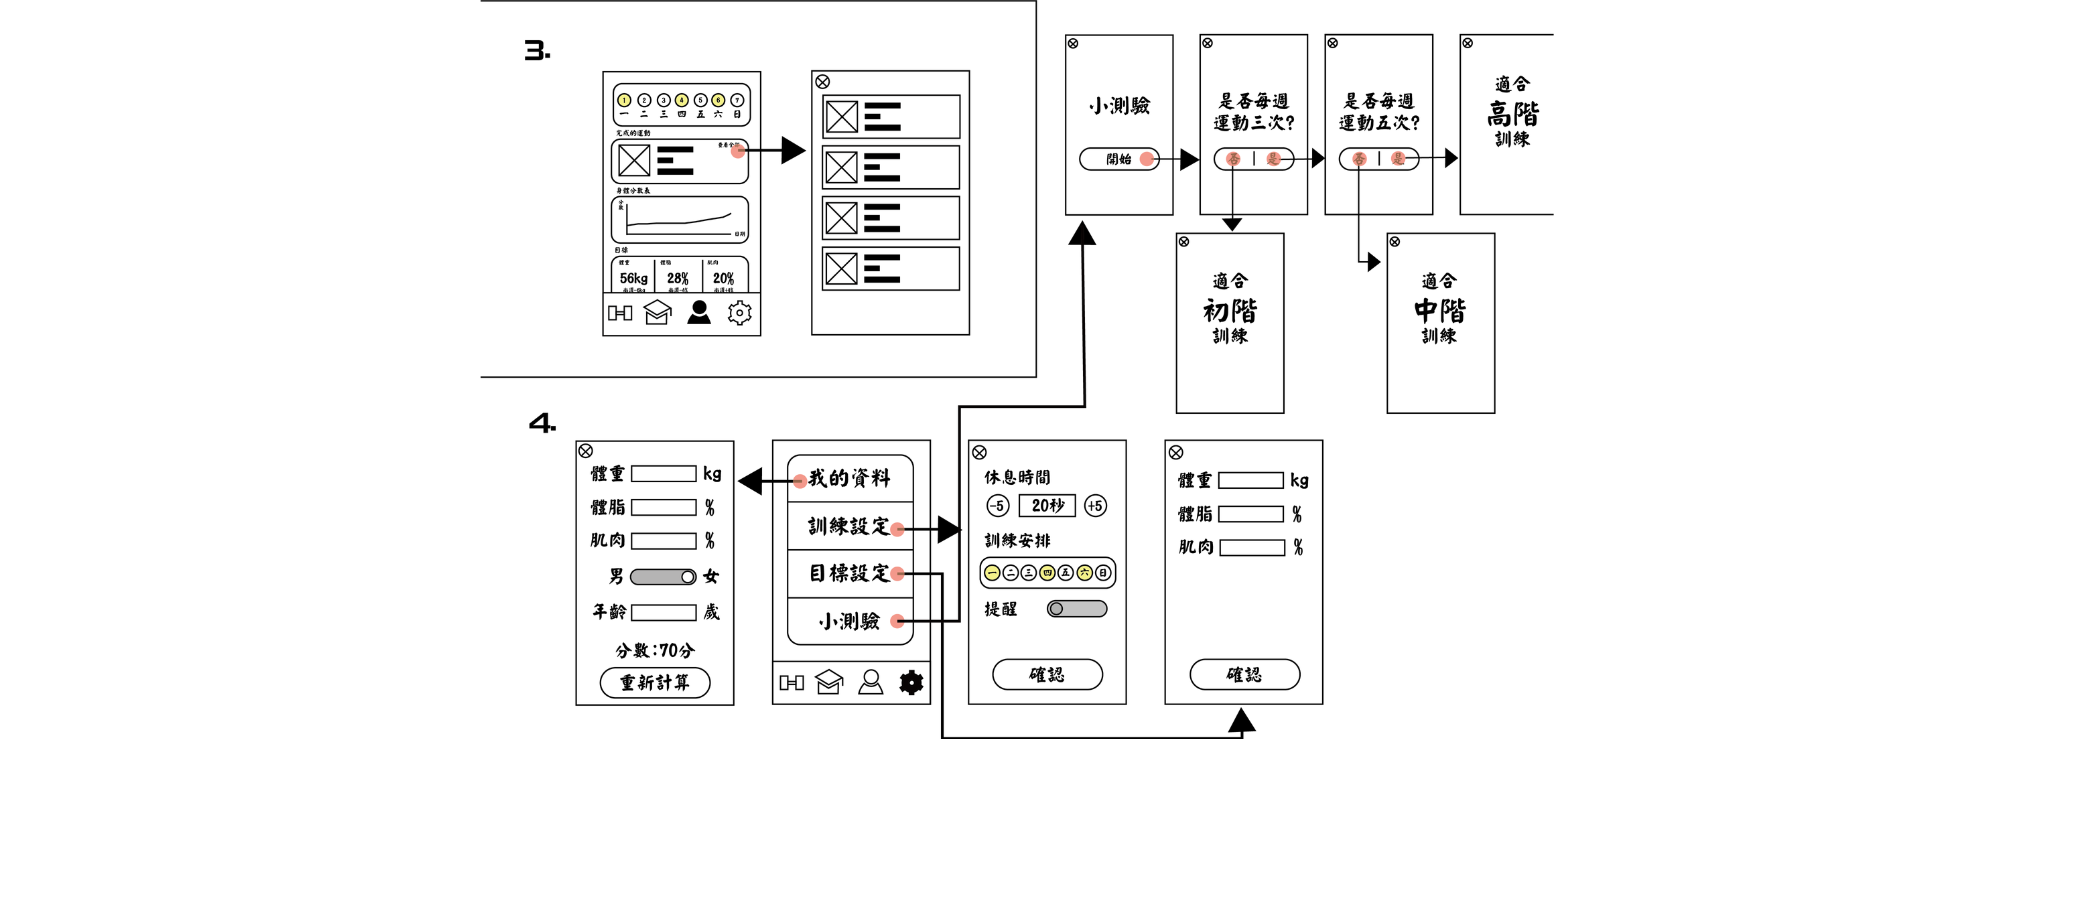 3.
1 2 3 4 5 6 7
一 二 三 四 五 六 日
完成的運動
查看全部
身體分數表
分數
日期
目標
體重 體脂 肌肉
56kg 28% 20%
小測驗
開始
是否每週
運動三次?
否 | 是
是否每週
運動五次?
否 | 是
適合
高階
訓練
適合
初階
訓練
適合
中階
訓練
4.
體重 kg
體脂 %
肌肉 %
男 女
年齡 歲
分數:70分
重新計算
我的資料
訓練設定
目標設定
小測驗
休息時間
-5 20秒 +5
訓練安排
一 二 三 四 五 六 日
提醒
確認
體重 kg
體脂 %
肌肉 %
確認